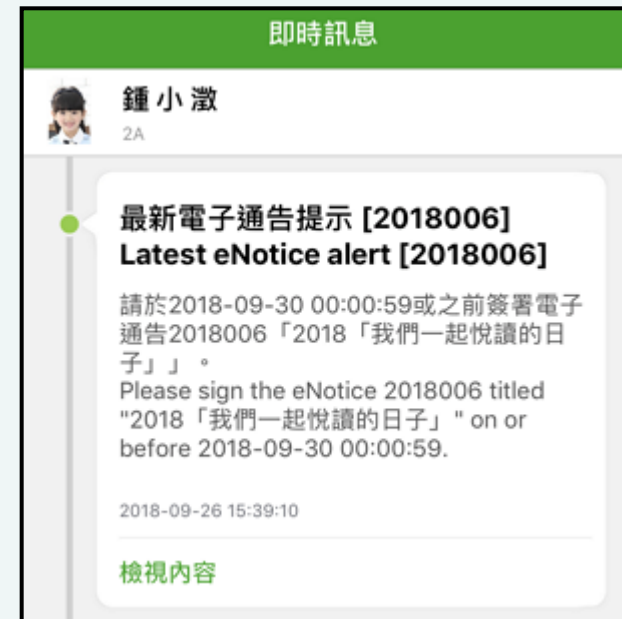 即時訊息
鍾小澂
2A
最新電子通告提示 [2018006]
Latest eNotice alert [2018006]
請於2018-09-30 00:00:59或之前簽署電子
通告2018006「2018「我們一起悅讀的日
子」」。
Please sign the eNotice 2018006 titled
"2018「我們一起悅讀的日子」" on or
before 2018-09-30 00:00:59.
2018-09-26 15:39:10
檢視內容